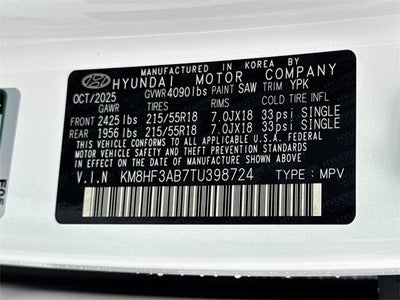 MANUFACTURED IN KOREA BY
HYUNDAI MOTOR COMPANY
OCT/2025 GVWR 4090lbs PAINT SAW TRIM YPK
GAWR TIRES RIMS COLD TIRE INFL
FRONT 2425 lbs 215/55R18 7.0JX18 33psi SINGLE
REAR 1956 lbs 215/55R18 7.0JX18 33psi SINGLE
THIS VEHICLE CONFORMS TO ALL APPLICABLE U.S.A. FEDERAL
MOTOR VEHICLE SAFETY AND THEFT PREVENTION STANDARDS
IN EFFECT ON THE DATE OF MANUFACTURE SHOWN ABOVE.
V.I.N KM8HF3AB7TU398724 TYPE: MPV